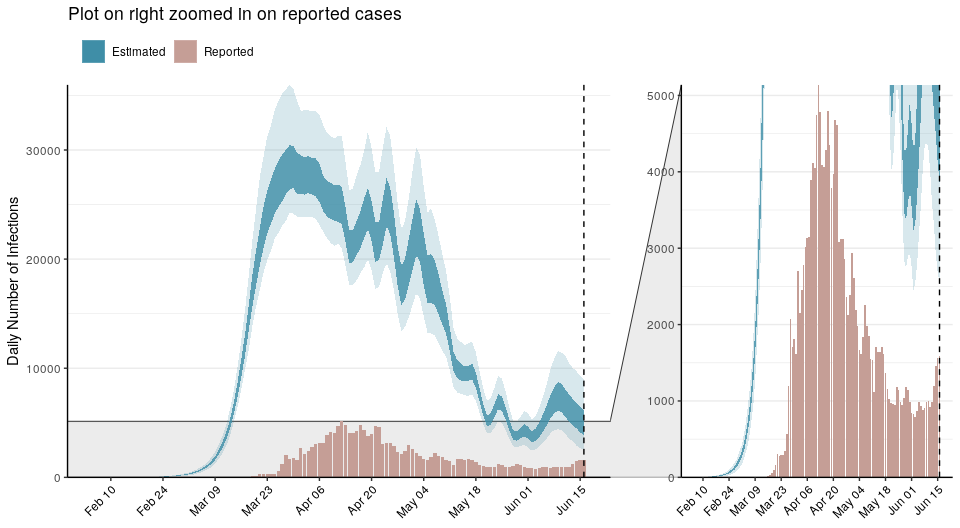 Plot on right zoomed in on reported cases
Estimated Reported
Daily Number of Infections
30000
20000
10000
0
Feb 10 Feb 24 Mar 09 Mar 23 Apr 06 Apr 20 May 04 May 18 Jun 01 Jun 15
5000
4000
3000
2000
1000
0
Feb 10 Feb 24 Mar 09 Mar 23 Apr 06 Apr 20 May 04 May 18 Jun 01 Jun 15